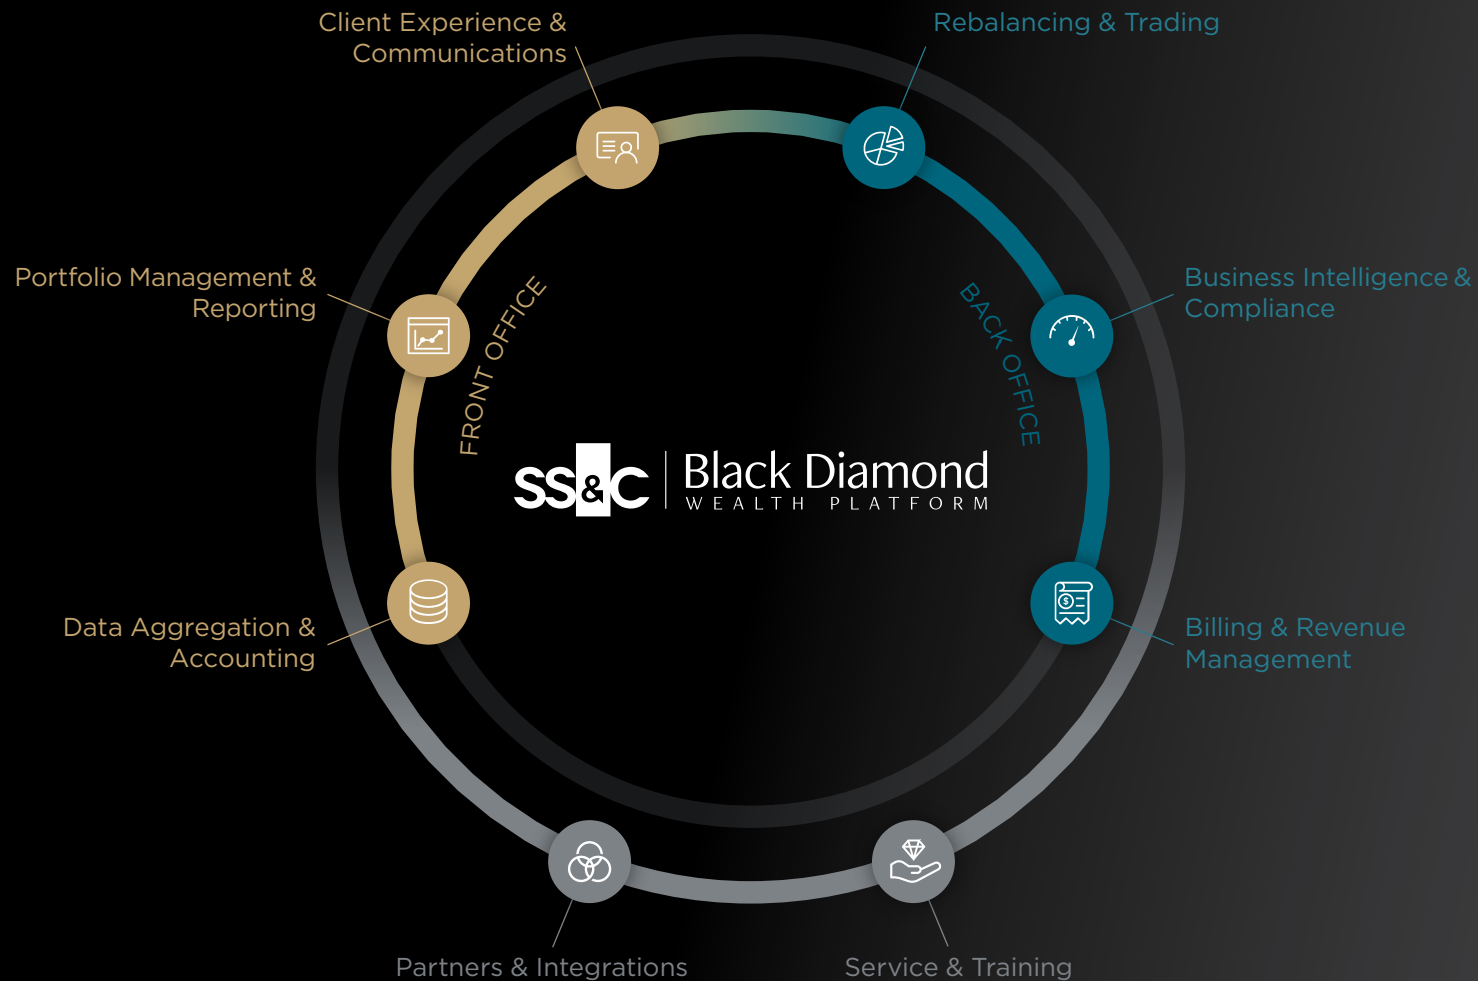 Client Experience &
Communications
Rebalancing & Trading
Portfolio Management &
Reporting
Business Intelligence &
Compliance
FRONT OFFICE
BACK OFFICE
SS&C
Black Diamond
WEALTH PLATFORM
Data Aggregation &
Accounting
$
Billing & Revenue
Management
Partners & Integrations
Service & Training